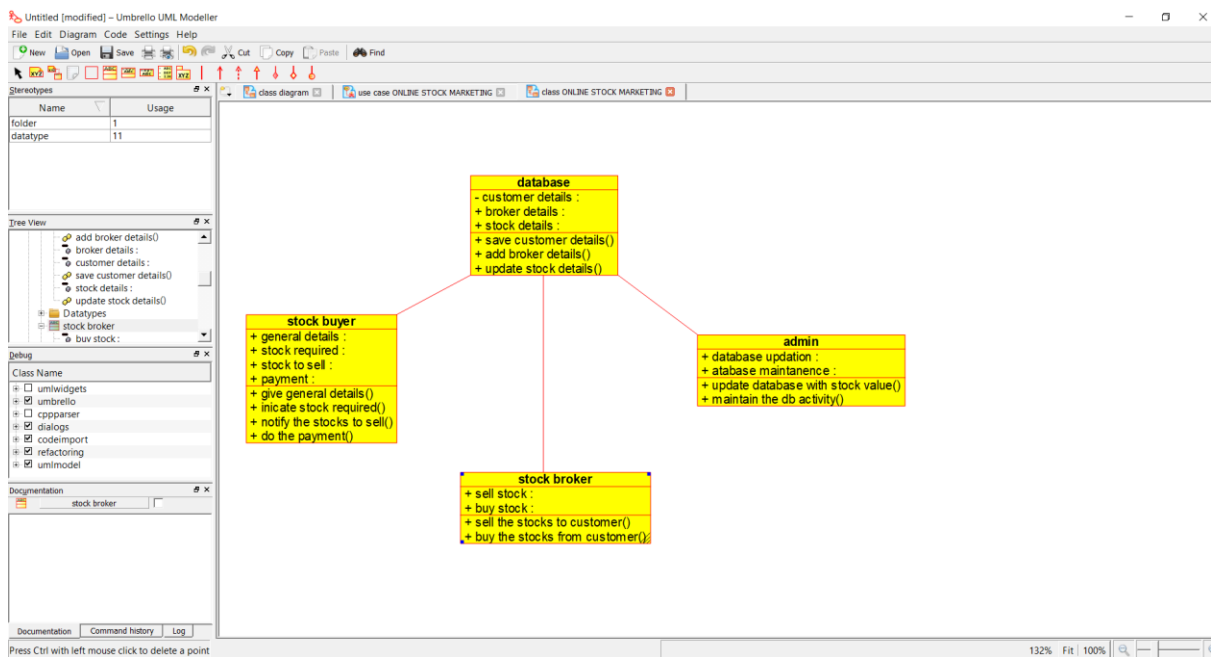 Untitled [modified] – Umbrello UML Modeller
File Edit Diagram Code Settings Help
New Open Save Cut Copy Paste Find
Stereotypes
Name Usage
folder 1
datatype 11
Tree View
add broker details()
broker details :
customer details :
save customer details()
stock details :
update stock details()
Datatypes
stock broker
buy stock :
Debug
Class Name
umlwidgets
umbrello
cppparser
dialogs
codeimport
refactoring
umlmodel
Documentation
stock broker
Documentation Command history Log
Press Ctrl with left mouse click to delete a point
class diagram use case ONLINE STOCK MARKETING class ONLINE STOCK MARKETING
database
- customer details :
+ broker details :
+ stock details :
+ save customer details()
+ add broker details()
+ update stock details()
stock buyer
+ general details :
+ stock required :
+ stock to sell :
+ payment :
+ give general details()
+ inicate stock required()
+ notify the stocks to sell()
+ do the payment()
admin
+ database updation :
+ atabase maintanence :
+ update database with stock value()
+ maintain the db activity()
stock broker
+ sell stock :
+ buy stock :
+ sell the stocks to customer()
+ buy the stocks from customer()
132% Fit 100%